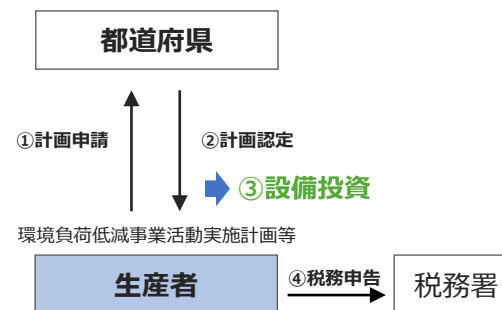 都道府県
①計画申請
②計画認定
③設備投資
環境負荷低減事業活動実施計画等
生産者
④税務申告
税務署